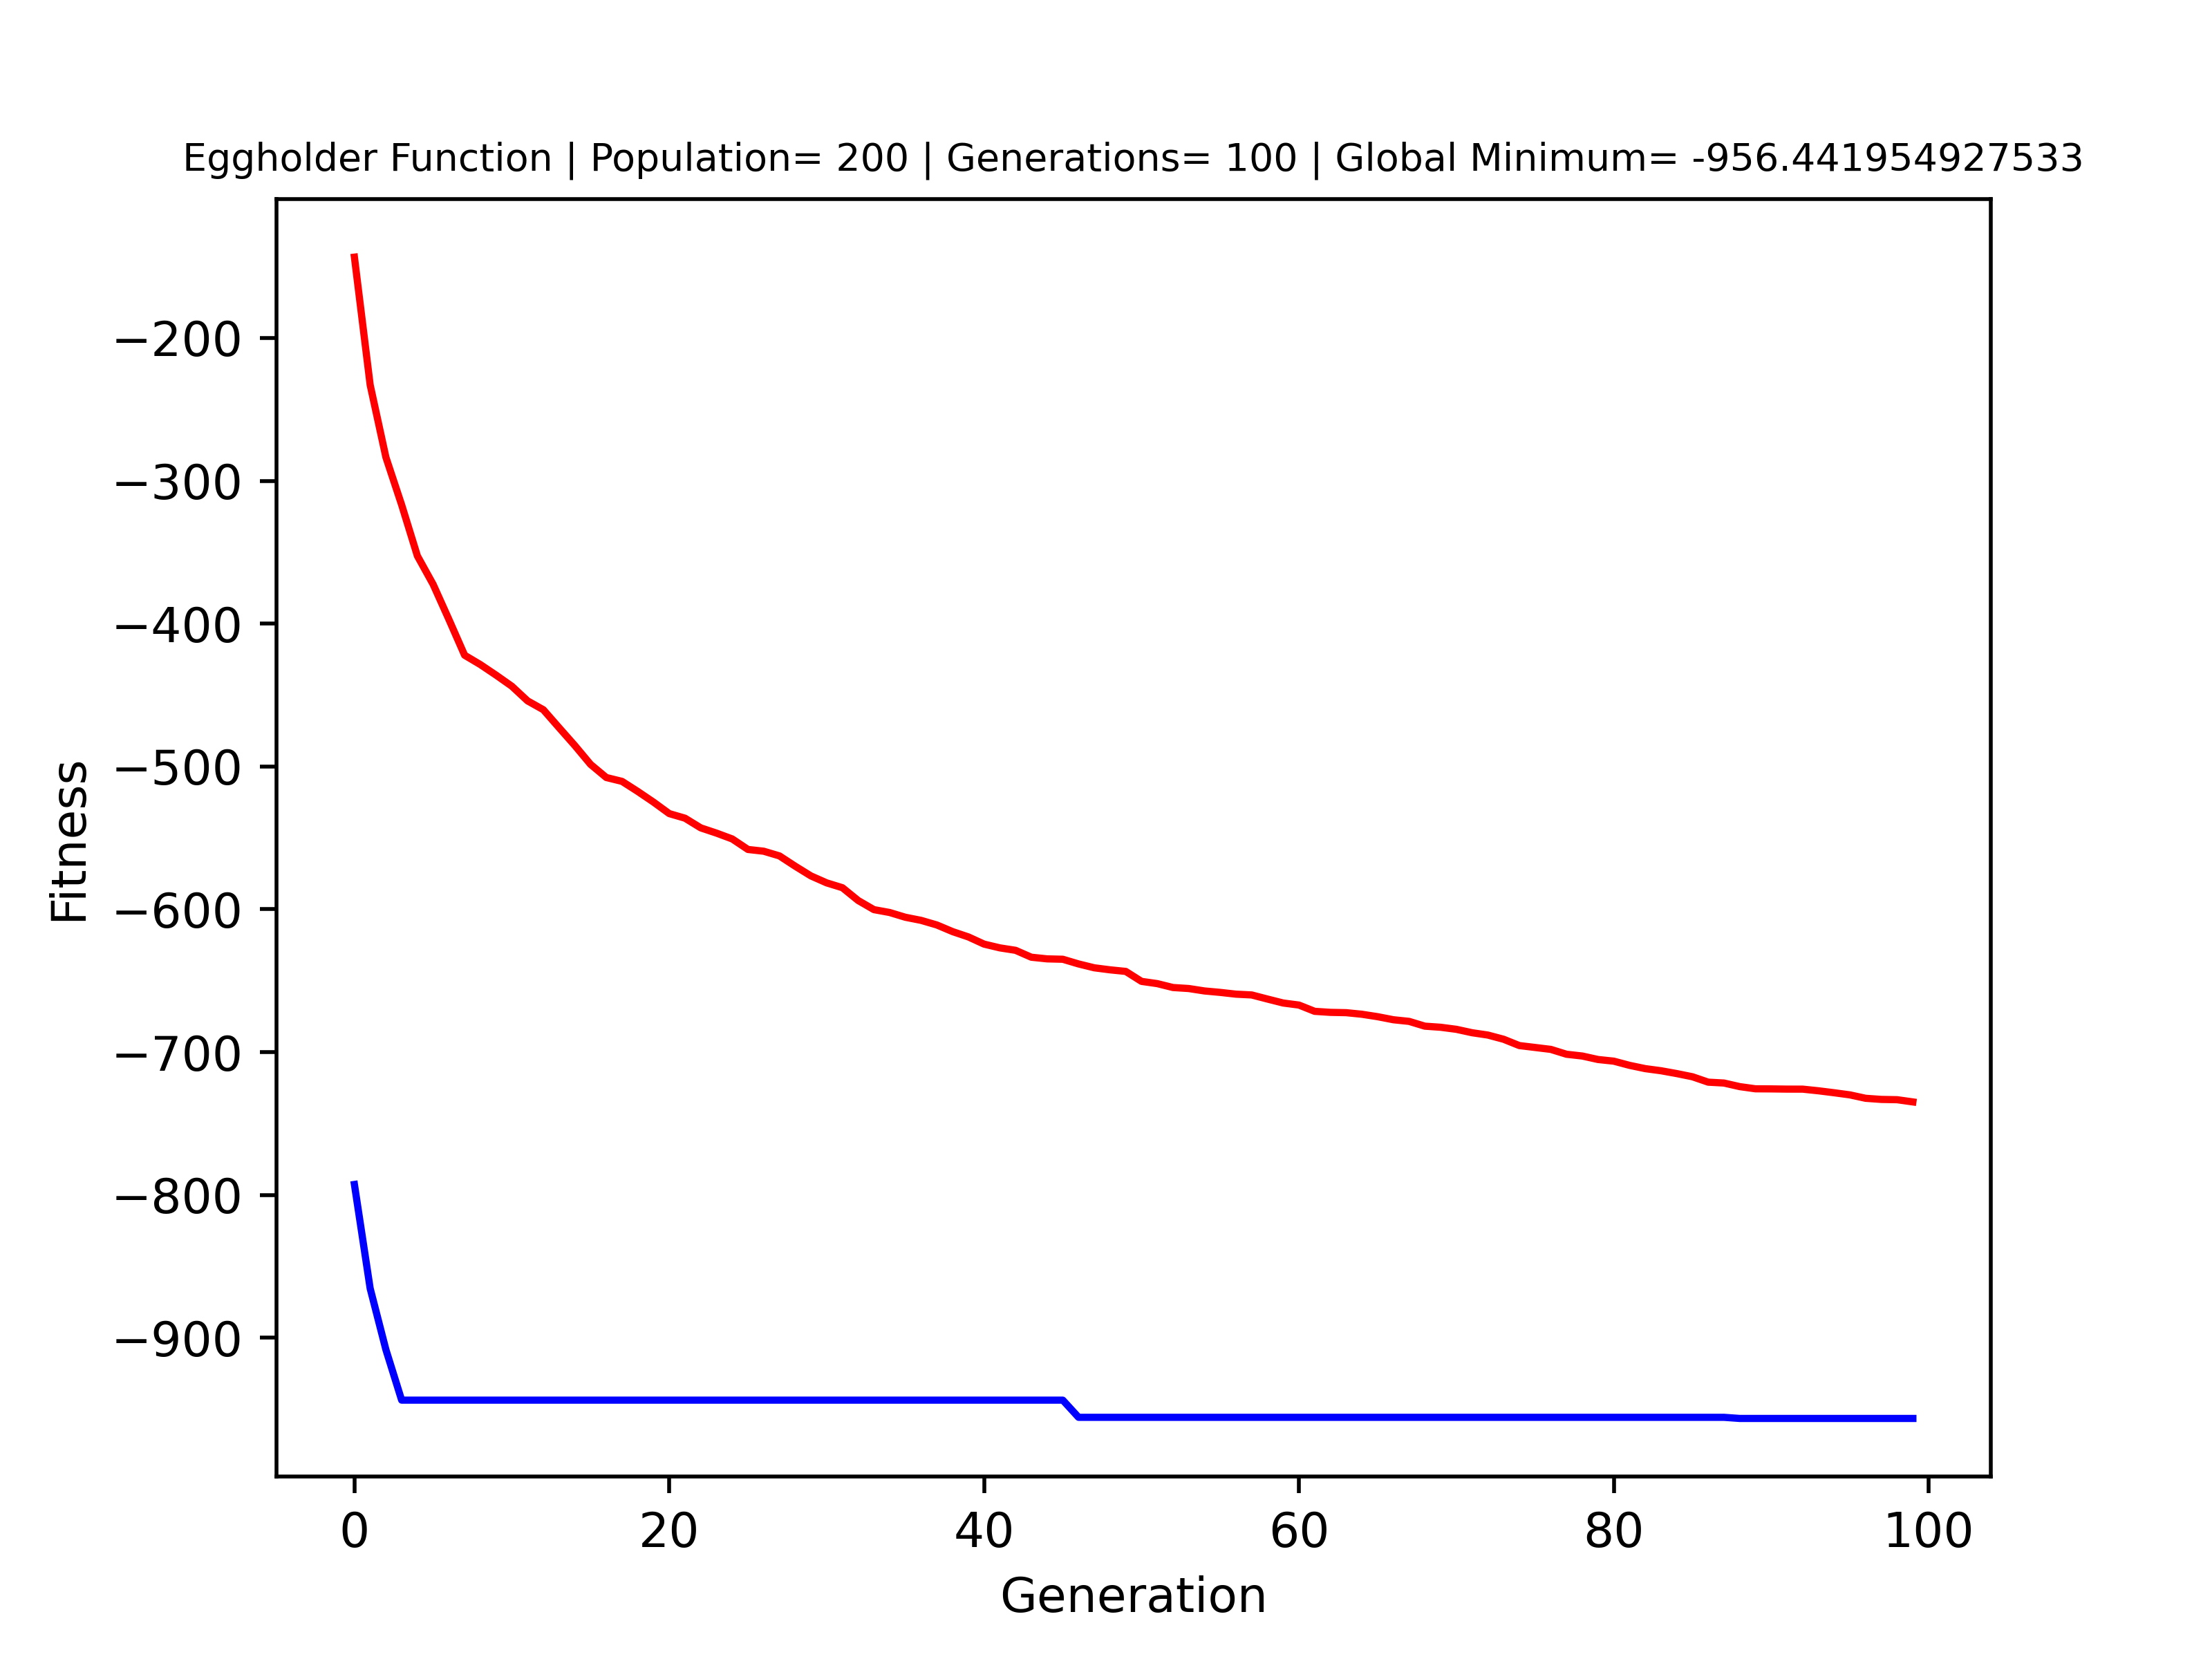 Eggholder Function | Population= 200 | Generations= 100 | Global Minimum= -956.441954927533
−200
−300
−400
−500
−600
−700
−800
−900
Fitness
0 20 40 60 80 100
Generation